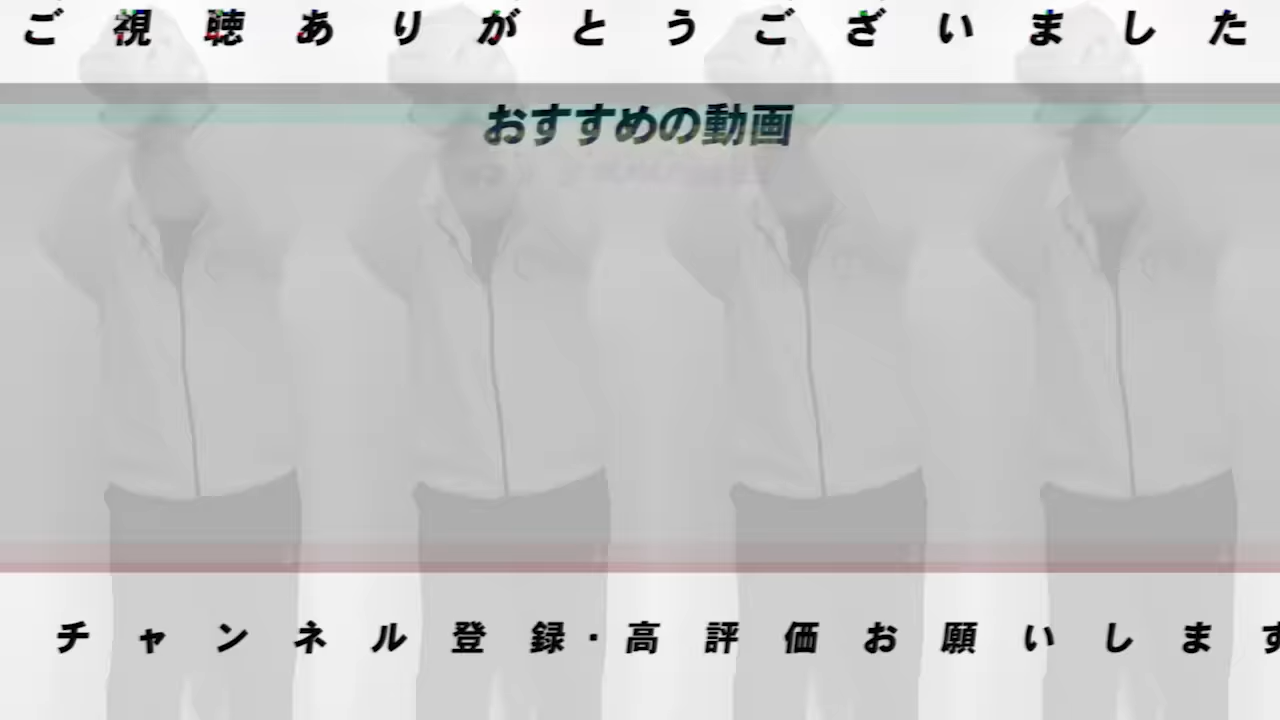 ご視聴ありがとうございました
おすすめの動画
チャンネル登録・高評価お願いします